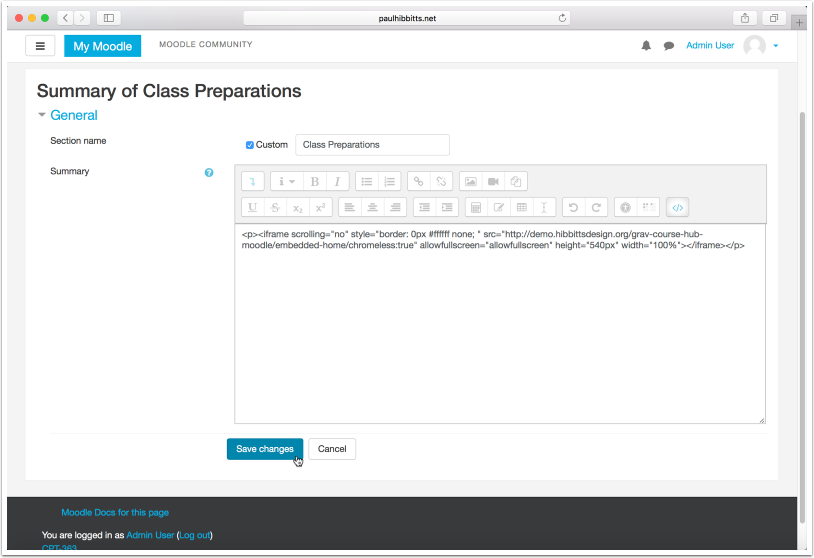 paulhibbitts.net
My Moodle
MOODLE COMMUNITY
Admin User
Summary of Class Preparations
General
Section name
Custom
Class Preparations
Summary
i B I
U S x₂ x²
</>
<p><iframe scrolling="no" style="border: 0px #ffffff none; " src="http://demo.hibbittsdesign.org/grav-course-hub-
moodle/embedded-home/chromeless:true" allowfullscreen="allowfullscreen" height="540px" width="100%"></iframe></p>
Save changes
Cancel
Moodle Docs for this page
You are logged in as Admin User (Log out)
CPT-363